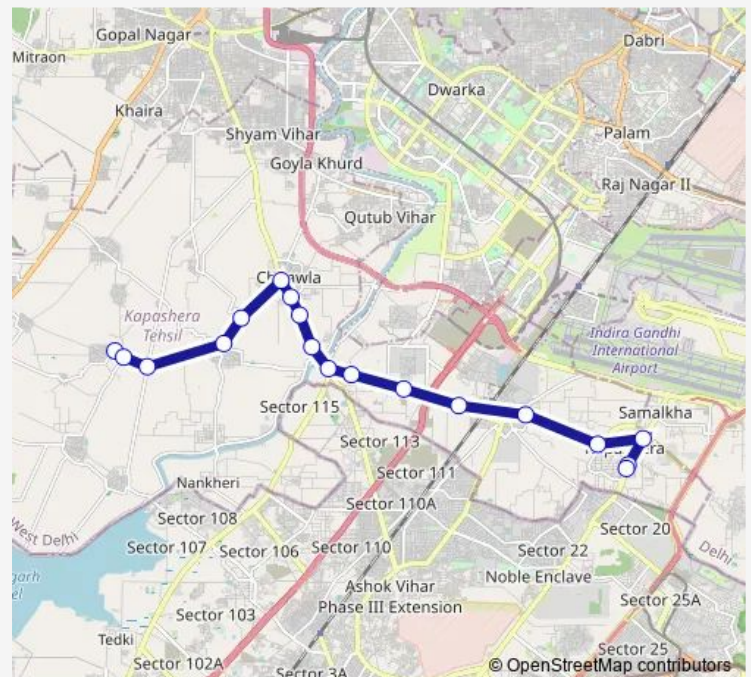 Gopal Nagar
Mitraon
Dabri
Dwarka
Khaira
Shyam Vihar
Palam
Goyla Khurd
Raj Nagar II
Qutub Vihar
Kapashera
Tehsil
Indira Gandhi
International
Airport
Samalkha
Sector 115
Sector 113
Sector 111
Nankheri
Sector 110A
Sector 108
West Delhi
Sector 20
Delhi
Sector 107
Sector 106
Sector 110
Sector 22
Noble Enclave
Ashok Vihar
Phase III Extension
Sector 25A
Sector 103
Tedki
Sector 102A
Sector 25
Sector 3A
© OpenStreetMap contributors